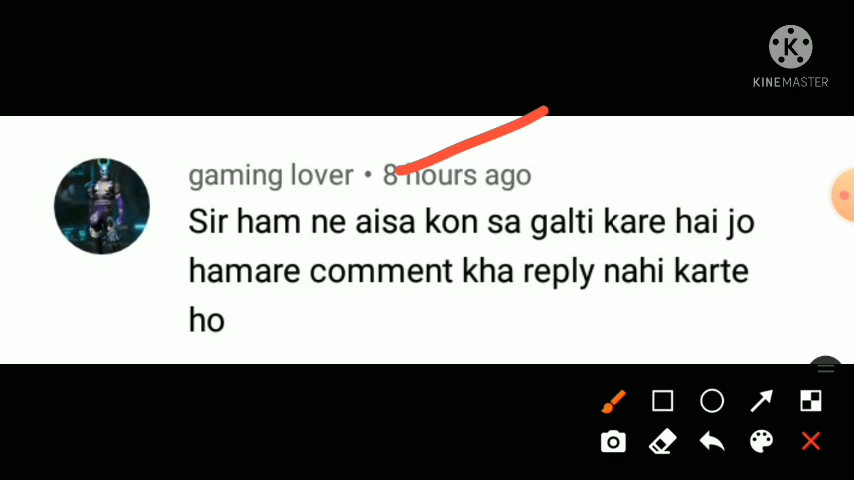 KINEMASTER
gaming lover • 8 hours ago
Sir ham ne aisa kon sa galti kare hai jo
hamare comment kha reply nahi karte
ho